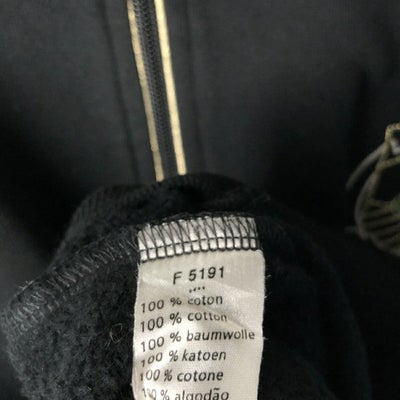 F 5191
....
100 % coton
100 % cotton
100 % baumwolle
100 % katoen
100 % cotone
100 % algodão